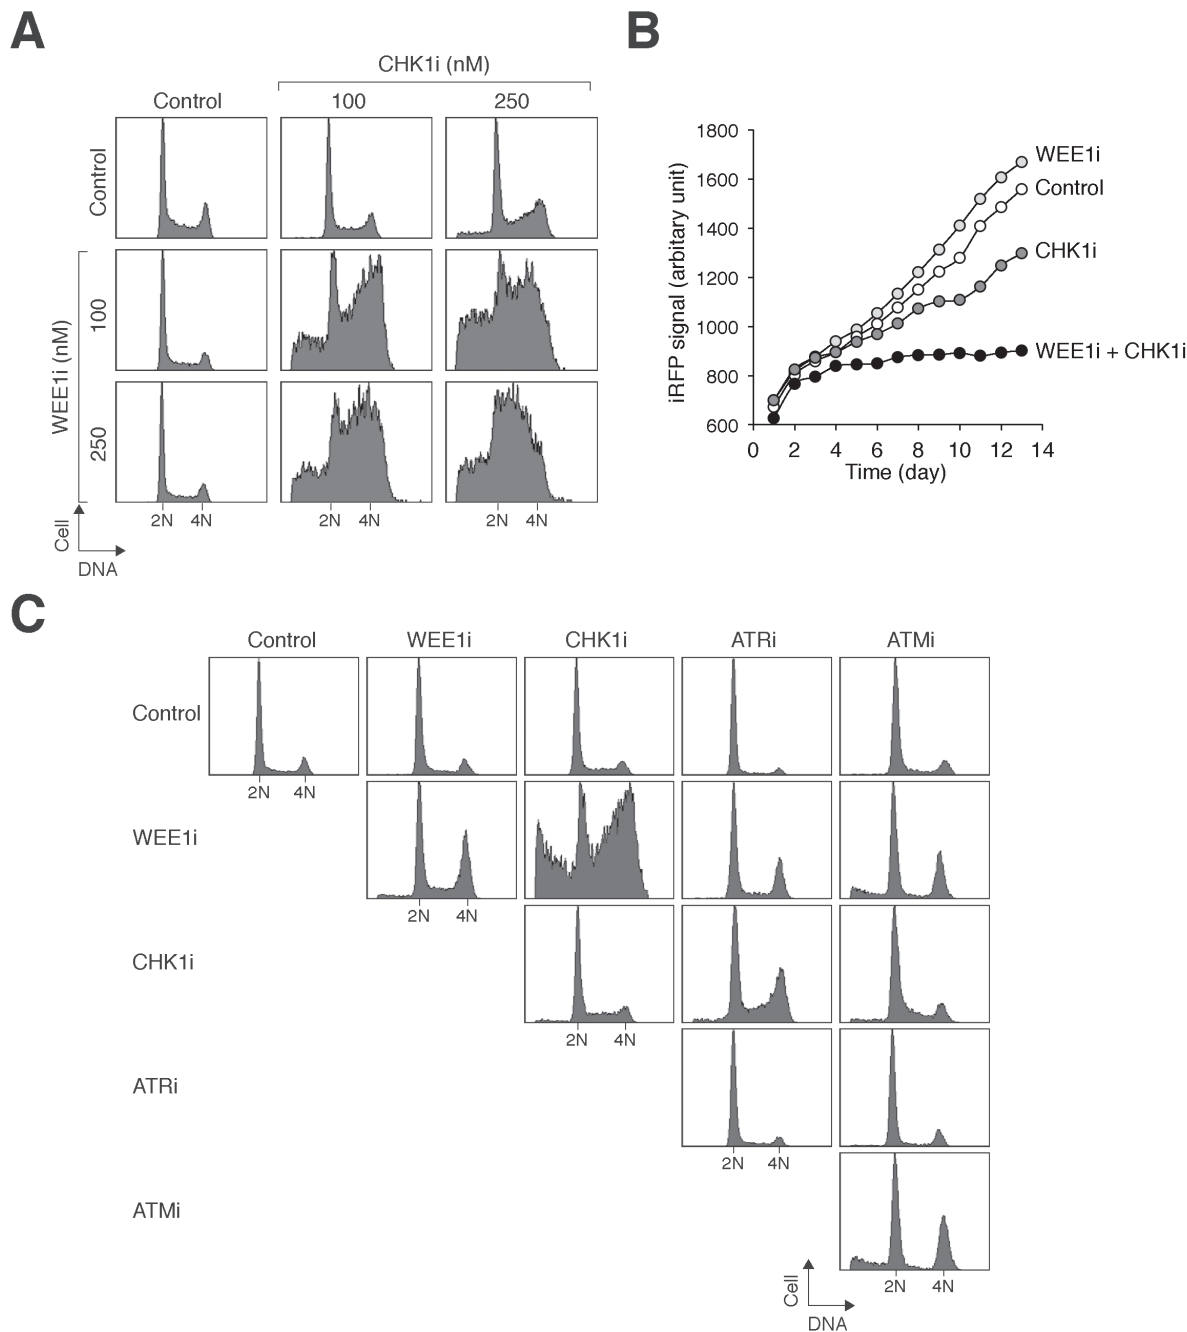 A
CHK1i (nM)
Control
100
250
Control
WEE1i (nM)
100
250
2N
4N
2N
4N
2N
4N
Cell
DNA
B
iRFP signal (arbitary unit)
1800
1600
1400
1200
1000
800
600
0
2
4
6
8
10
12
14
Time (day)
WEE1i
Control
CHK1i
WEE1i + CHK1i
C
Control
WEE1i
CHK1i
ATRi
ATMi
Control
2N
4N
WEE1i
2N
4N
CHK1i
2N
4N
ATRi
2N
4N
ATMi
2N
4N
Cell
DNA